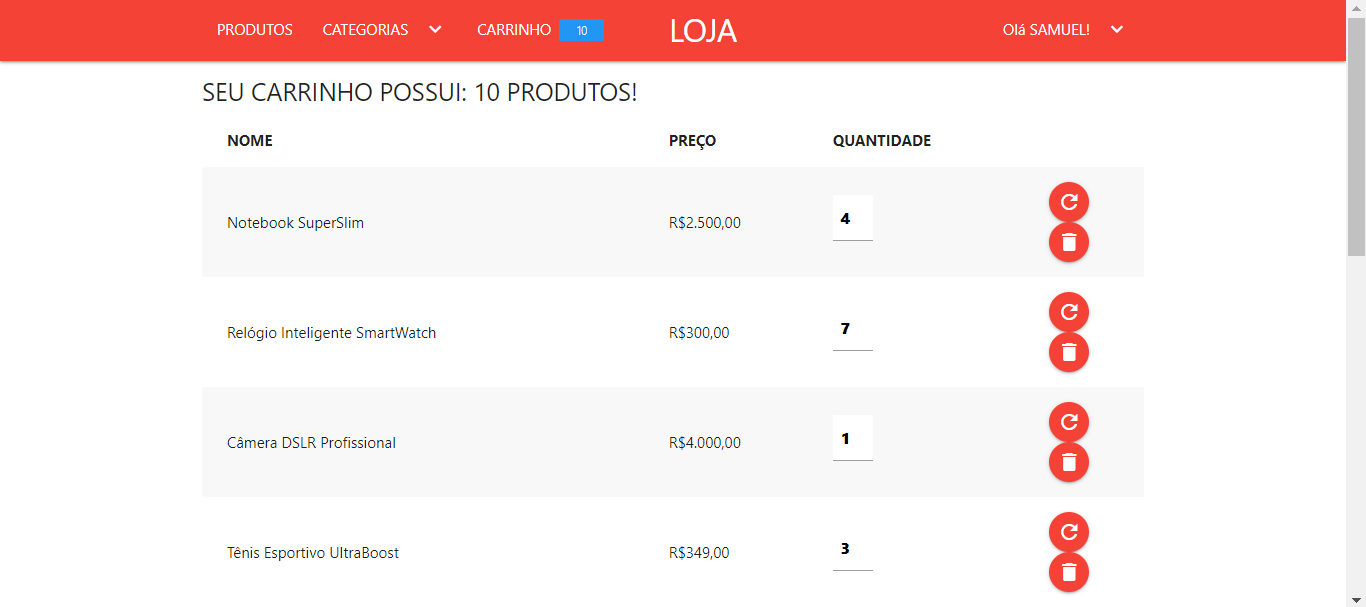 PRODUTOS CATEGORIAS CARRINHO 10 LOJA Olá SAMUEL!
SEU CARRINHO POSSUI: 10 PRODUTOS!
NOME PREÇO QUANTIDADE
Notebook SuperSlim R$2.500,00 4
Relógio Inteligente SmartWatch R$300,00 7
Câmera DSLR Profissional R$4.000,00 1
Tênis Esportivo UltraBoost R$349,00 3